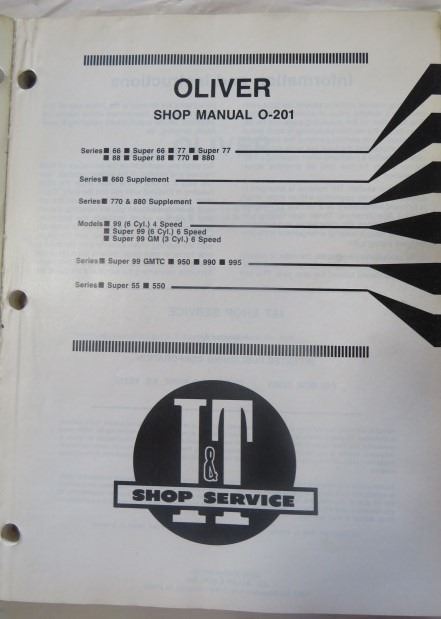 OLIVER
SHOP MANUAL O-201
Series ■ 66 ■ Super 66 ■ 77 ■ Super 77
■ 88 ■ Super 88 ■ 770 ■ 880
Series ■ 660 Supplement
Series ■ 770 & 880 Supplement
Models ■ 99 (6 Cyl.) 4 Speed
■ Super 99 (6 Cyl.) 6 Speed
■ Super 99 GM (3 Cyl.) 6 Speed
Series ■ Super 99 GMTC ■ 950 ■ 990 ■ 995
Series ■ Super 55 ■ 550
I&T
SHOP SERVICE